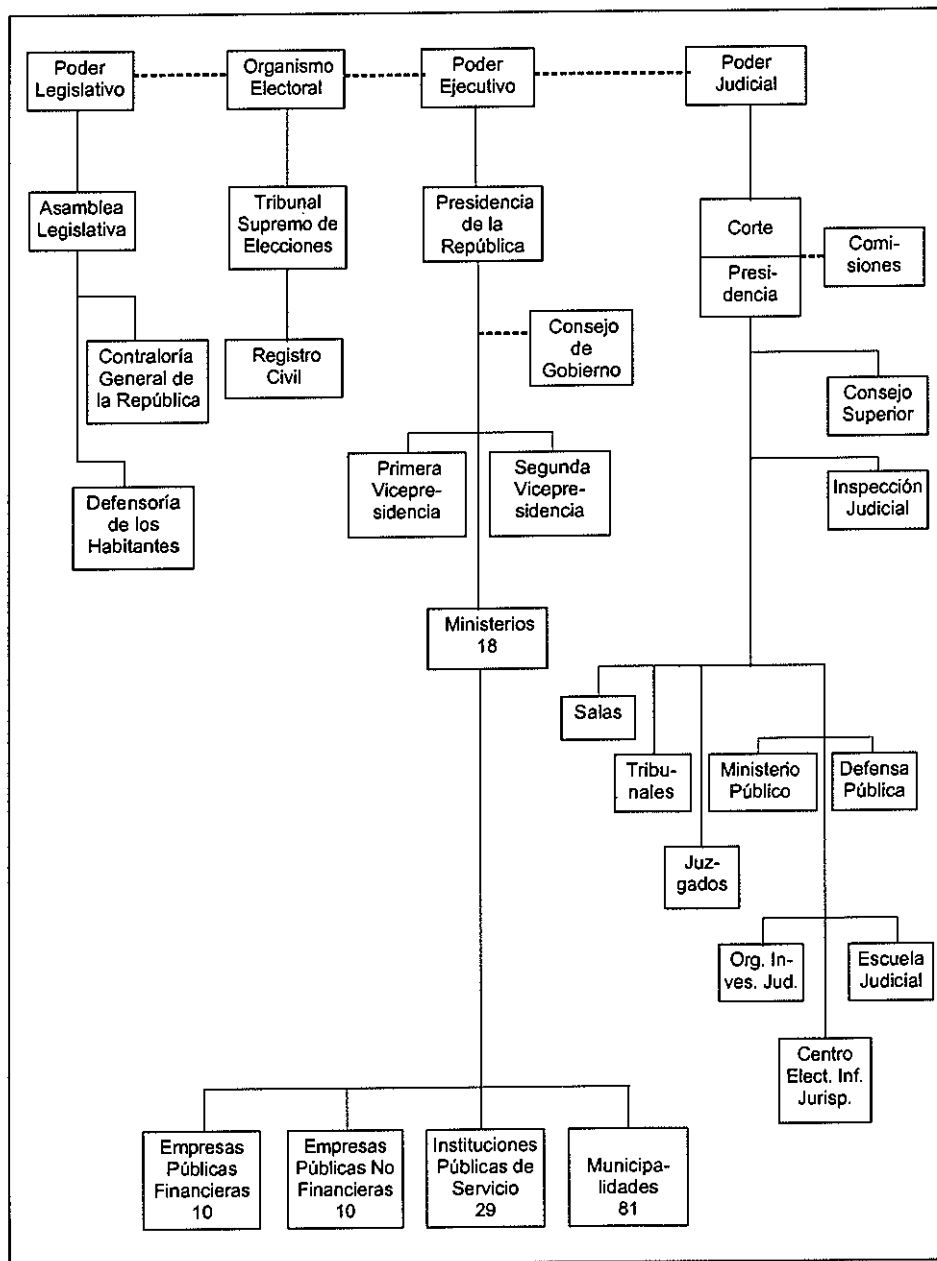 Poder
Legislativo
Organismo
Electoral
Poder
Ejecutivo
Poder
Judicial
Asamblea
Legislativa
Tribunal
Supremo de
Elecciones
Presidencia
de la
República
Corte
Presi-
dencia
Comi-
siones
Contraloría
General de
la República
Registro
Civil
Consejo
de
Gobierno
Consejo
Superior
Primera
Vicepre-
sidencia
Segunda
Vicepre-
sidencia
Inspección
Judicial
Defensoría
de los
Habitantes
Ministerios
18
Salas
Tribu-
nales
Ministerio
Público
Defensa
Pública
Juz-
gados
Org. In-
ves. Jud.
Escuela
Judicial
Centro
Elect. Inf.
Jurisp.
Empresas
Públicas
Financieras
10
Empresas
Públicas No
Financieras
10
Instituciones
Públicas de
Servicio
29
Municipa-
lidades
81